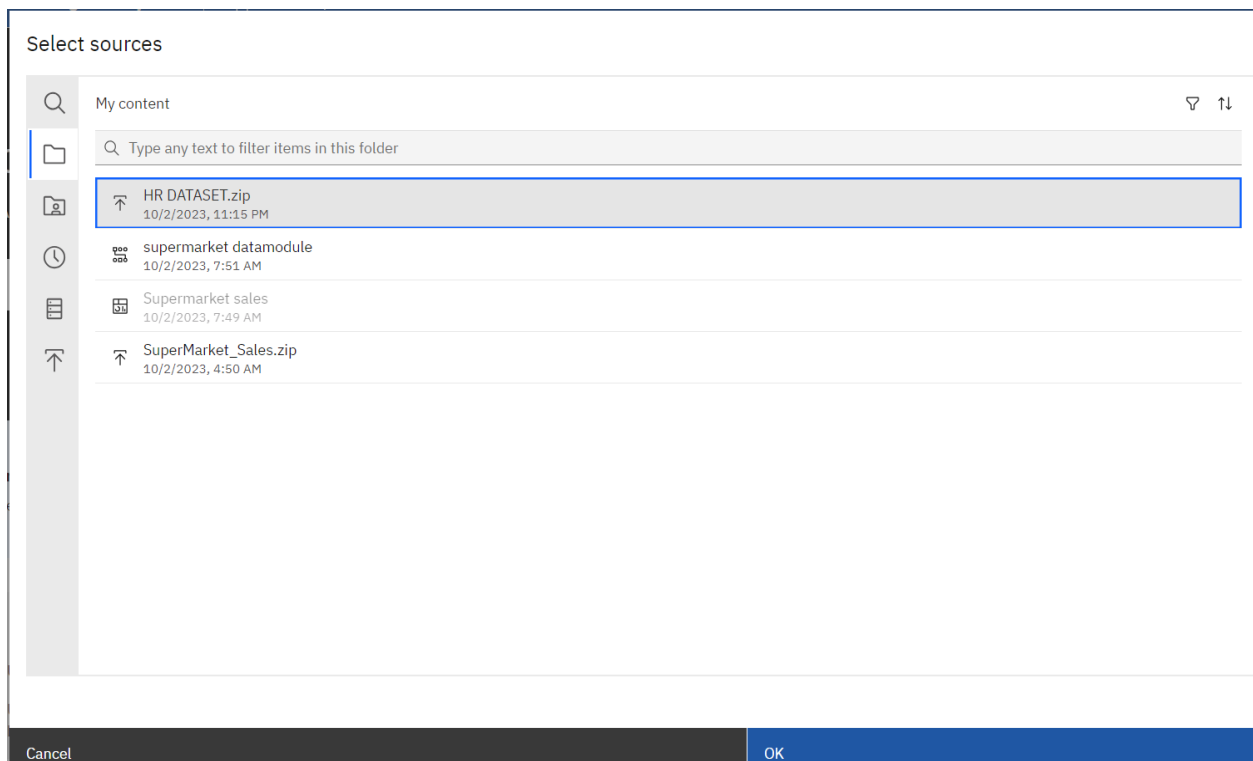 Select sources
My content
Type any text to filter items in this folder
HR DATASET.zip
10/2/2023, 11:15 PM
supermarket datamodule
10/2/2023, 7:51 AM
Supermarket sales
10/2/2023, 7:49 AM
SuperMarket_Sales.zip
10/2/2023, 4:50 AM
Cancel
OK